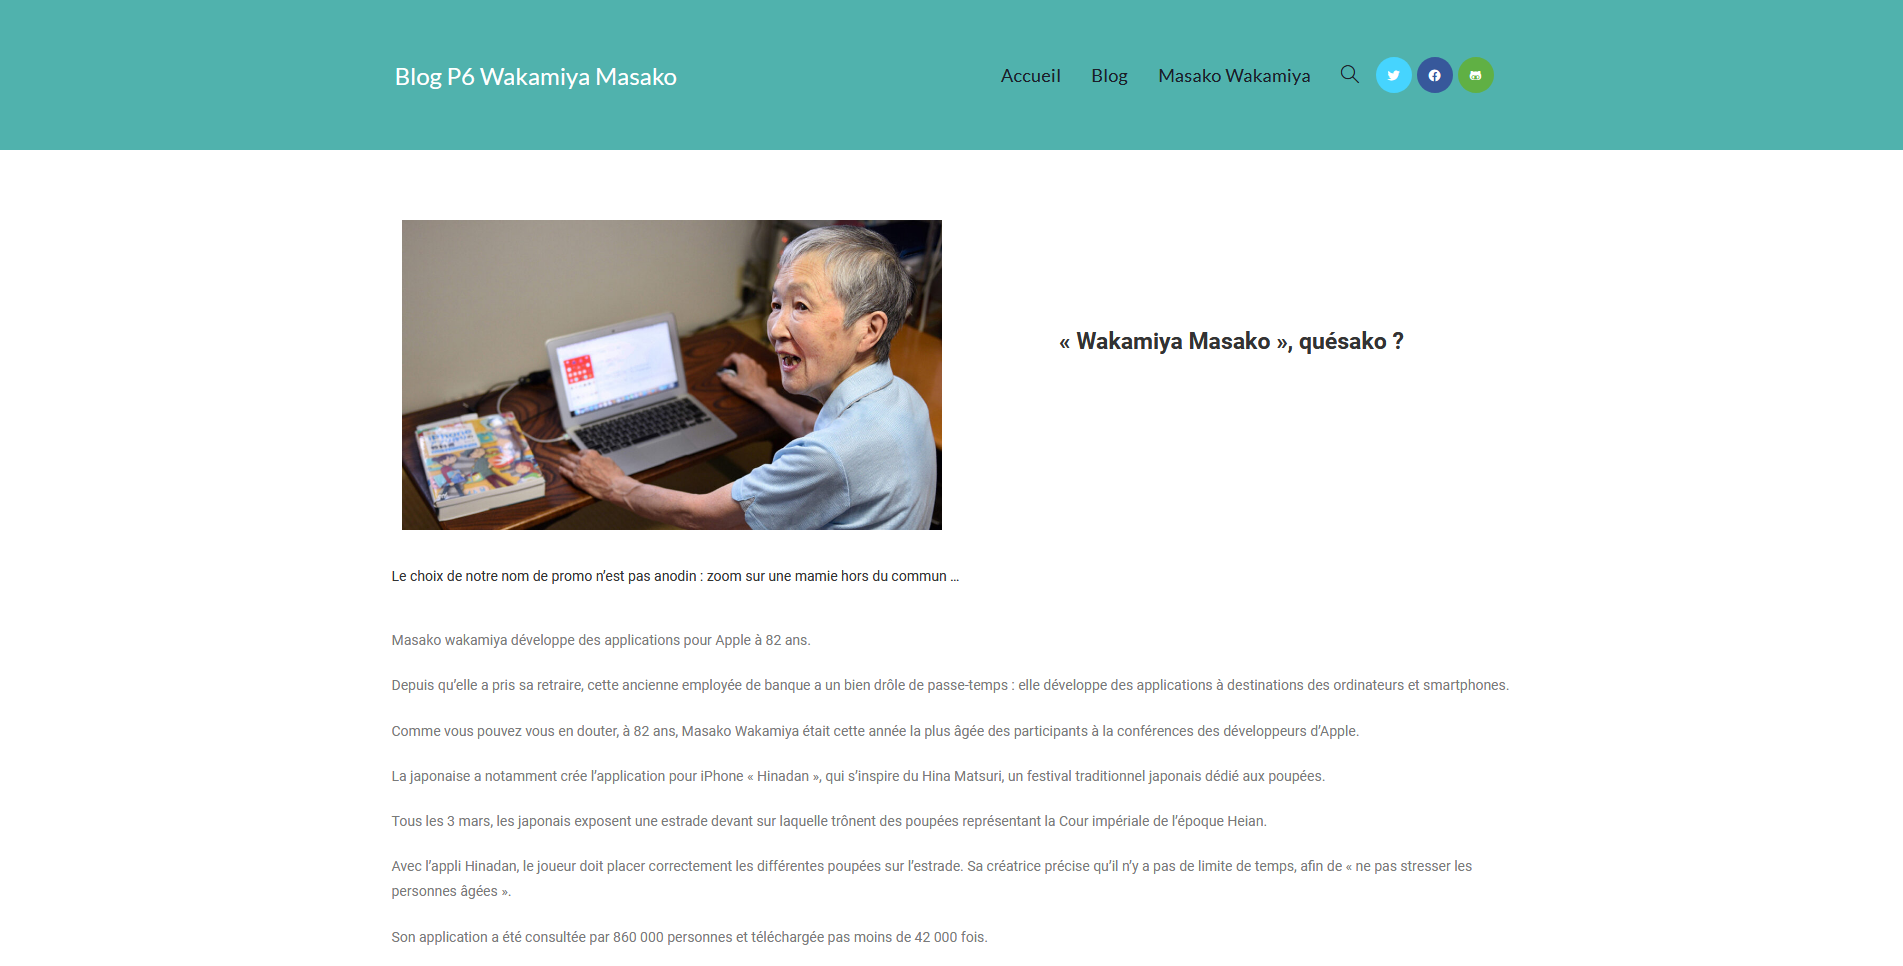 Blog P6 Wakamiya Masako
Accueil Blog Masako Wakamiya
« Wakamiya Masako », quésako ?
Le choix de notre nom de promo n’est pas anodin : zoom sur une mamie hors du commun …
Masako wakamiya développe des applications pour Apple à 82 ans.
Depuis qu’elle a pris sa retraire, cette ancienne employée de banque a un bien drôle de passe-temps : elle développe des applications à destinations des ordinateurs et smartphones.
Comme vous pouvez vous en douter, à 82 ans, Masako Wakamiya était cette année la plus âgée des participants à la conférences des développeurs d’Apple.
La japonaise a notamment crée l’application pour iPhone « Hinadan », qui s’inspire du Hina Matsuri, un festival traditionnel japonais dédié aux poupées.
Tous les 3 mars, les japonais exposent une estrade devant sur laquelle trônent des poupées représentant la Cour impériale de l’époque Heian.
Avec l’appli Hinadan, le joueur doit placer correctement les différentes poupées sur l’estrade. Sa créatrice précise qu’il n’y a pas de limite de temps, afin de « ne pas stresser les
personnes âgées ».
Son application a été consultée par 860 000 personnes et téléchargée pas moins de 42 000 fois.